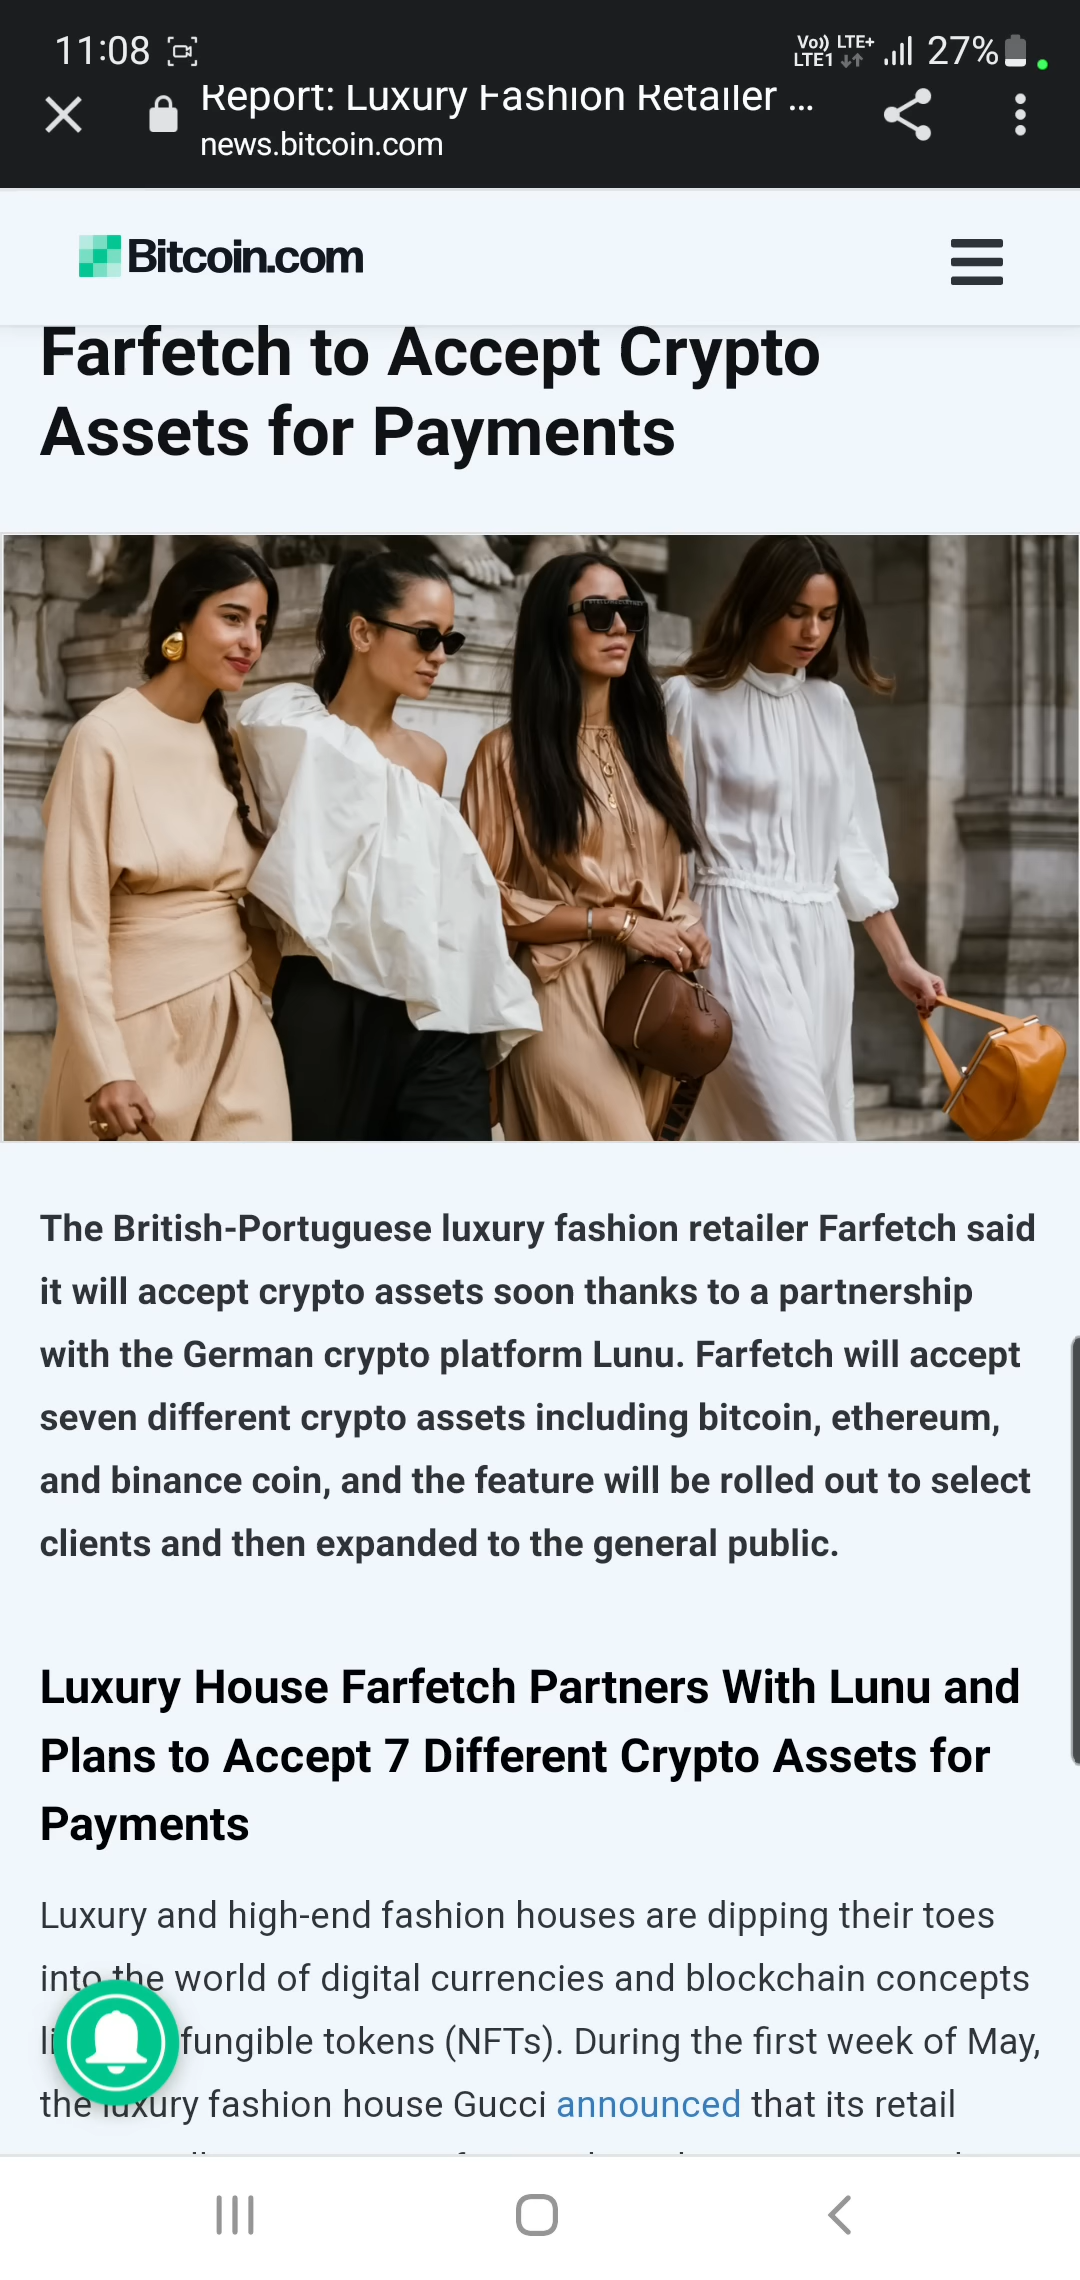 11:08
Vo)) LTE+
LTE1
27%
Report: Luxury Fashion Retailer ...
news.bitcoin.com
Bitcoin.com
Farfetch to Accept Crypto
Assets for Payments
The British-Portuguese luxury fashion retailer Farfetch said
it will accept crypto assets soon thanks to a partnership
with the German crypto platform Lunu. Farfetch will accept
seven different crypto assets including bitcoin, ethereum,
and binance coin, and the feature will be rolled out to select
clients and then expanded to the general public.
Luxury House Farfetch Partners With Lunu and
Plans to Accept 7 Different Crypto Assets for
Payments
Luxury and high-end fashion houses are dipping their toes
into the world of digital currencies and blockchain concepts
fungible tokens (NFTs). During the first week of May,
the luxury fashion house Gucci announced that its retail